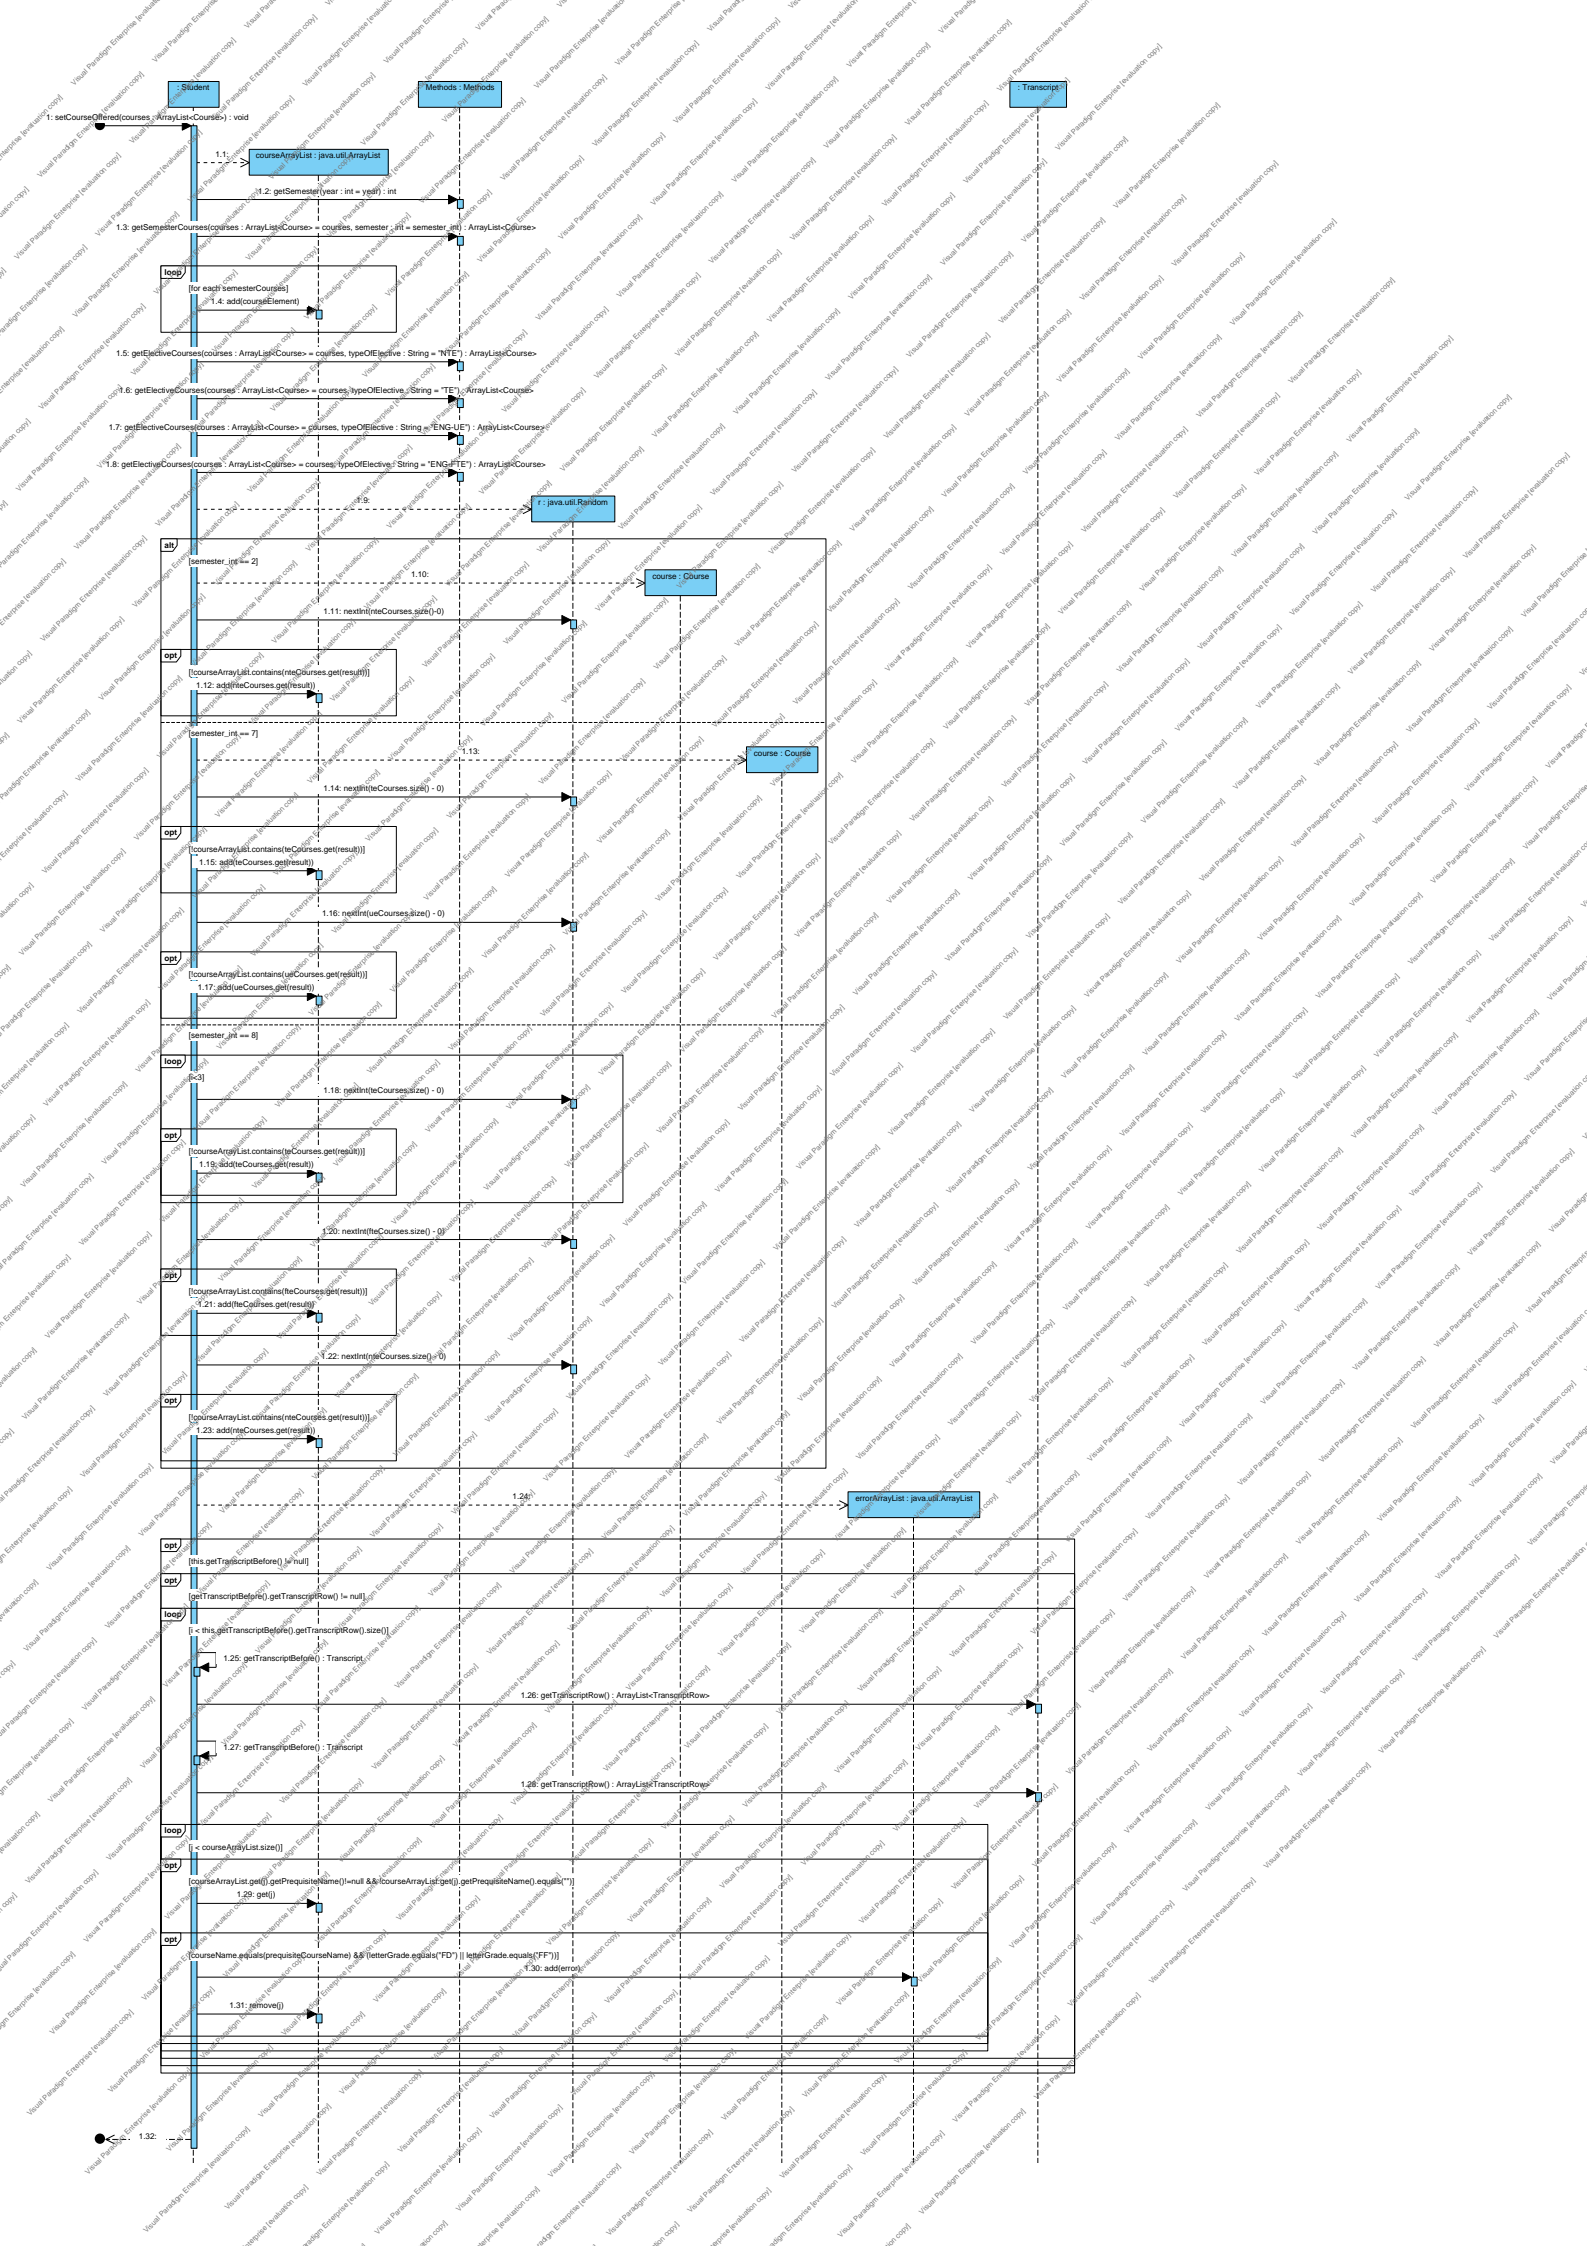 : Student
Methods : Methods
: Transcript
1: setCourseOffered(courses : ArrayList<Course>) : void
1.1:
courseArrayList : java.util.ArrayList
1.2: getSemester(year : int = year) : int
1.3: getSemesterCourses(courses : ArrayList<Course> = courses, semester : int = semester_int) : ArrayList<Course>
loop
[for each semesterCourses]
1.4: add(courseElement)
1.5: getElectiveCourses(courses : ArrayList<Course> = courses, typeOfElective : String = "NTE") : ArrayList<Course>
1.6: getElectiveCourses(courses : ArrayList<Course> = courses, typeOfElective : String = "TE") : ArrayList<Course>
1.7: getElectiveCourses(courses : ArrayList<Course> = courses, typeOfElective : String = "ENG-UE") : ArrayList<Course>
1.8: getElectiveCourses(courses : ArrayList<Course> = courses, typeOfElective : String = "ENG-FTE") : ArrayList<Course>
1.9:
r : java.util.Random
alt
[semester_int == 2]
1.10:
course : Course
1.11: nextInt(nteCourses.size()-0)
opt
[!courseArrayList.contains(nteCourses.get(result))]
1.12: add(nteCourses.get(result))
[semester_int == 7]
1.13:
course : Course
1.14: nextInt(teCourses.size() - 0)
opt
[!courseArrayList.contains(teCourses.get(result))]
1.15: add(teCourses.get(result))
1.16: nextInt(ueCourses.size() - 0)
opt
[!courseArrayList.contains(ueCourses.get(result))]
1.17: add(ueCourses.get(result))
[semester_int == 8]
loop
[i<3]
1.18: nextInt(teCourses.size() - 0)
opt
[!courseArrayList.contains(teCourses.get(result))]
1.19: add(teCourses.get(result))
1.20: nextInt(fteCourses.size() - 0)
opt
[!courseArrayList.contains(fteCourses.get(result))]
1.21: add(fteCourses.get(result))
1.22: nextInt(nteCourses.size() - 0)
opt
[!courseArrayList.contains(nteCourses.get(result))]
1.23: add(nteCourses.get(result))
1.24:
errorArrayList : java.util.ArrayList
opt
[this.getTranscriptBefore() != null]
opt
[getTranscriptBefore().getTranscriptRow() != null]
loop
[i < this.getTranscriptBefore().getTranscriptRow().size()]
1.25: getTranscriptBefore() : Transcript
1.26: getTranscriptRow() : ArrayList<TranscriptRow>
1.27: getTranscriptBefore() : Transcript
1.28: getTranscriptRow() : ArrayList<TranscriptRow>
loop
[j < courseArrayList.size()]
opt
[courseArrayList.get(j).getPrequisiteName()!=null && !courseArrayList.get(j).getPrequisiteName().equals("")]
1.29: get(j)
opt
[courseName.equals(prequisiteCourseName) && (letterGrade.equals("FD") || letterGrade.equals("FF"))]
1.30: add(error)
1.31: remove(j)
1.32:
Visual Paradigm Enterprise [evaluation copy]